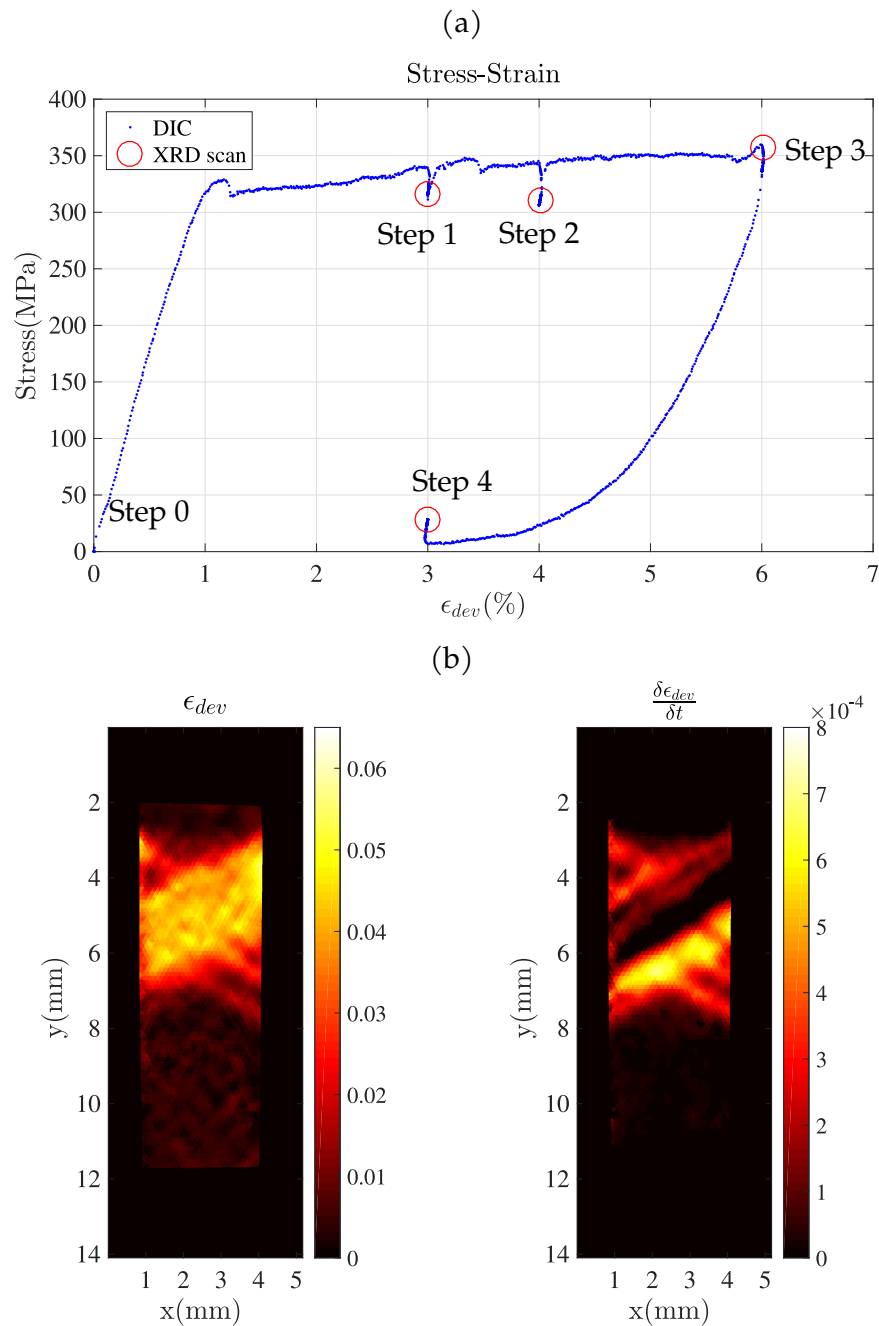 (a)
Stress-Strain
400
350
300
250
200
150
100
50
0
Stress(MPa)
DIC
XRD scan
Step 0
Step 1
Step 2
Step 3
Step 4
0 1 2 3 4 5 6 7
ϵ_dev(%)
(b)
ϵ_dev
2
4
6
8
10
12
14
y(mm)
1 2 3 4
x(mm)
0.06
0.05
0.04
0.03
0.02
0.01
0
δϵ_dev/δt
2
4
6
8
10
12
14
y(mm)
1 2 3 4 5
x(mm)
×10^-4
8
7
6
5
4
3
2
1
0